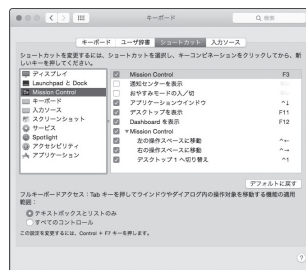 キーボード
検索
キーボード ユーザ辞書 ショートカット 入力ソース
ショートカットを変更するには、ショートカットを選択し、キーコンビネーションをクリックしてから、新しいキーを押してください。
ディスプレイ
Launchpad と Dock
Mission Control
キーボード
入力ソース
スクリーンショット
サービス
Spotlight
アクセシビリティ
アプリケーション
Mission Control F3
通知センターを表示
おやすみモードの入／切
アプリケーションウインドウ ^↓
デスクトップを表示 F11
Dashboard を表示 F12
▼Mission Control
左の操作スペースに移動 ^←
右の操作スペースに移動 ^→
デスクトップ 1 へ切り替え ^1
デフォルトに戻す
フルキーボードアクセス：Tab キーを押してウインドウやダイアログ内の操作対象を移動する機能の適用
範囲：
テキストボックスとリストのみ
すべてのコントロール
この設定を変更するには、Control + F7 キーを押します。
?